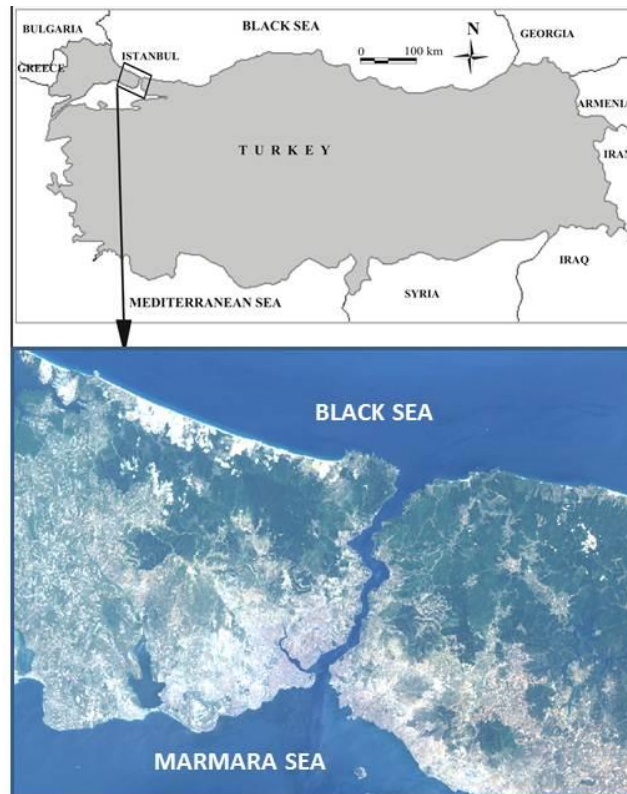 BULGARIA
BLACK SEA
GREECE
ISTANBUL
0 100 km
N
GEORGIA
ARMENIA
TURKEY
IRAN
IRAQ
MEDITERRANEAN SEA
SYRIA
BLACK SEA
MARMARA SEA